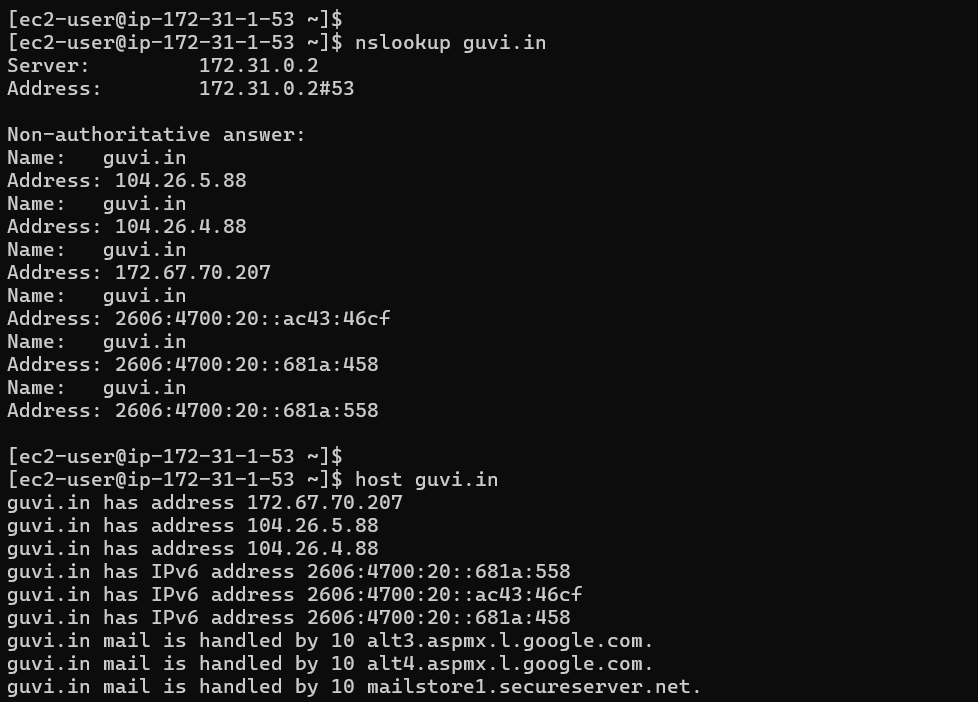 [ec2-user@ip-172-31-1-53 ~]$
[ec2-user@ip-172-31-1-53 ~]$ nslookup guvi.in
Server:         172.31.0.2
Address:        172.31.0.2#53

Non-authoritative answer:
Name:   guvi.in
Address: 104.26.5.88
Name:   guvi.in
Address: 104.26.4.88
Name:   guvi.in
Address: 172.67.70.207
Name:   guvi.in
Address: 2606:4700:20::ac43:46cf
Name:   guvi.in
Address: 2606:4700:20::681a:458
Name:   guvi.in
Address: 2606:4700:20::681a:558

[ec2-user@ip-172-31-1-53 ~]$
[ec2-user@ip-172-31-1-53 ~]$ host guvi.in
guvi.in has address 172.67.70.207
guvi.in has address 104.26.5.88
guvi.in has address 104.26.4.88
guvi.in has IPv6 address 2606:4700:20::681a:558
guvi.in has IPv6 address 2606:4700:20::ac43:46cf
guvi.in has IPv6 address 2606:4700:20::681a:458
guvi.in mail is handled by 10 alt3.aspmx.l.google.com.
guvi.in mail is handled by 10 alt4.aspmx.l.google.com.
guvi.in mail is handled by 10 mailstore1.secureserver.net.